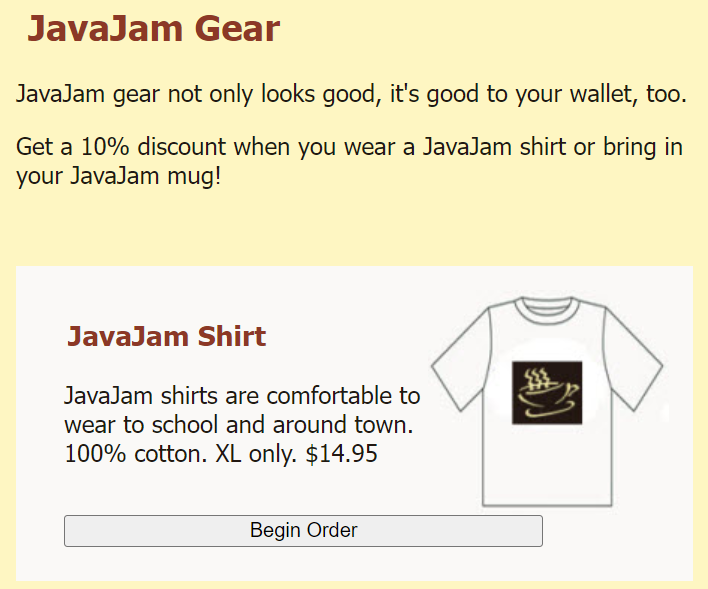 JavaJam Gear
JavaJam gear not only looks good, it's good to your wallet, too.
Get a 10% discount when you wear a JavaJam shirt or bring in
your JavaJam mug!
JavaJam Shirt
JavaJam shirts are comfortable to
wear to school and around town.
100% cotton. XL only. $14.95
Begin Order